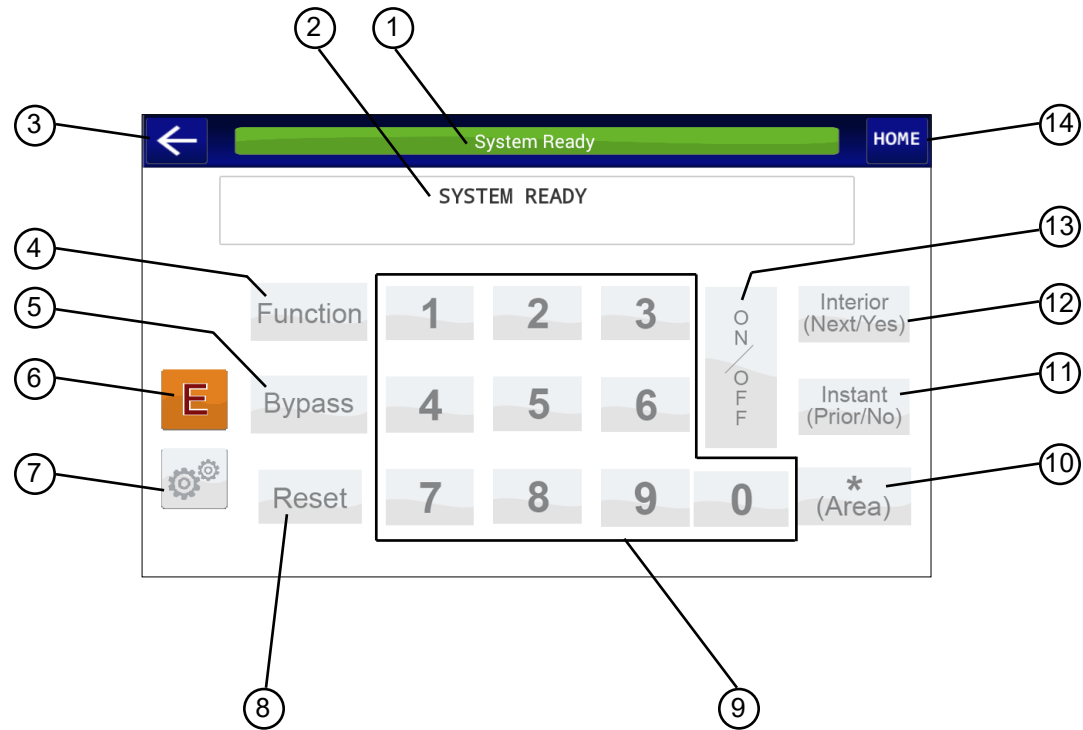 2
1
3
System Ready
HOME
14
SYSTEM READY
13
4
Function
1
2
3
ON/OFF
Interior
(Next/Yes)
12
5
6
E
Bypass
4
5
6
Instant
(Prior/No)
11
7
Reset
7
8
9
0
*
(Area)
10
8
9